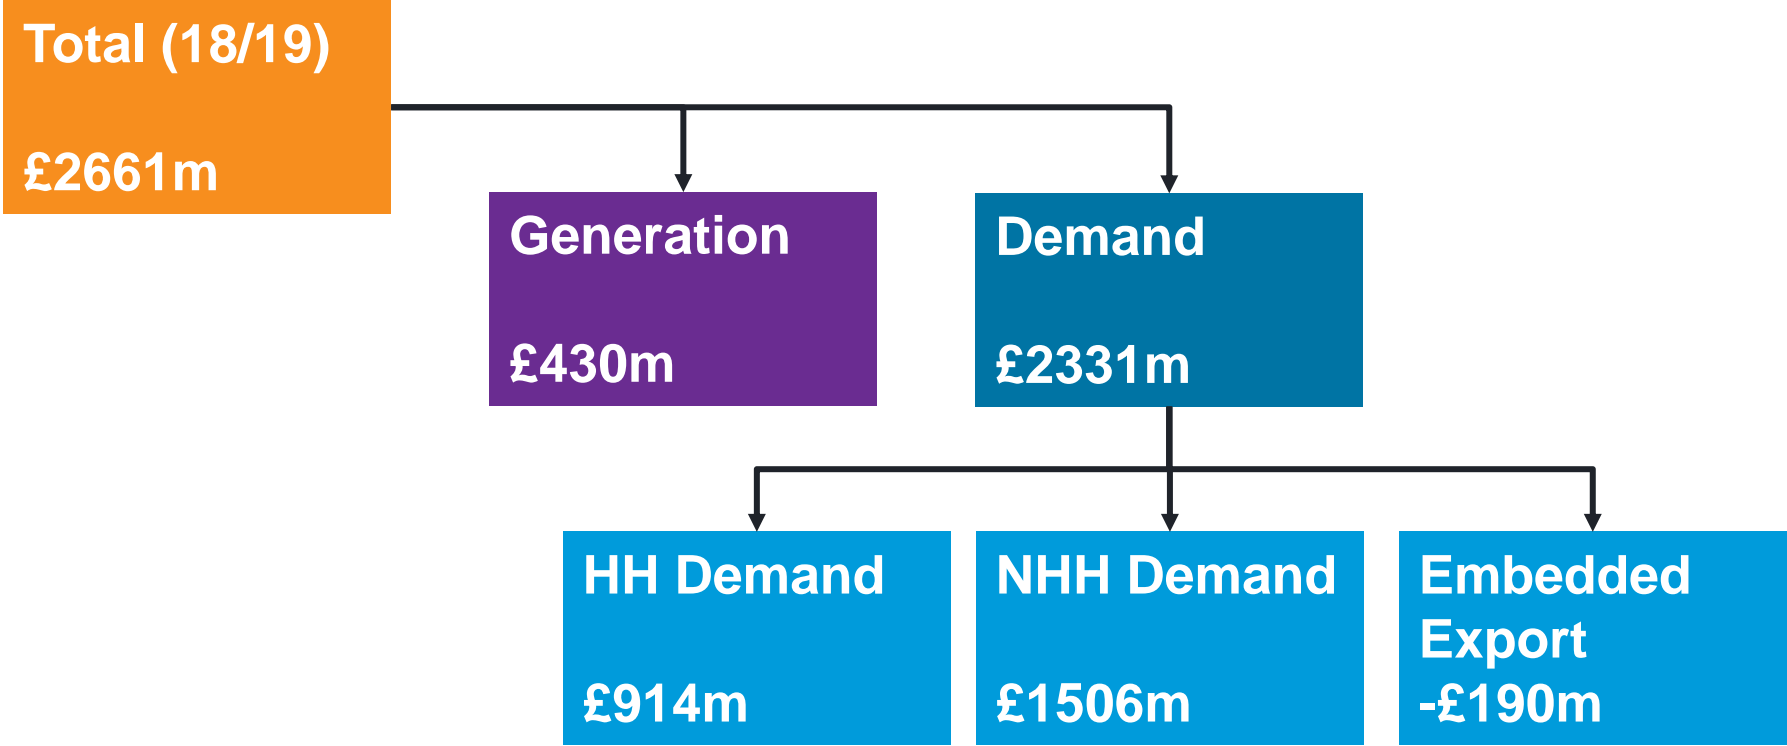 Total (18/19)
£2661m
Generation
£430m
Demand
£2331m
HH Demand
£914m
NHH Demand
£1506m
Embedded
Export
-£190m